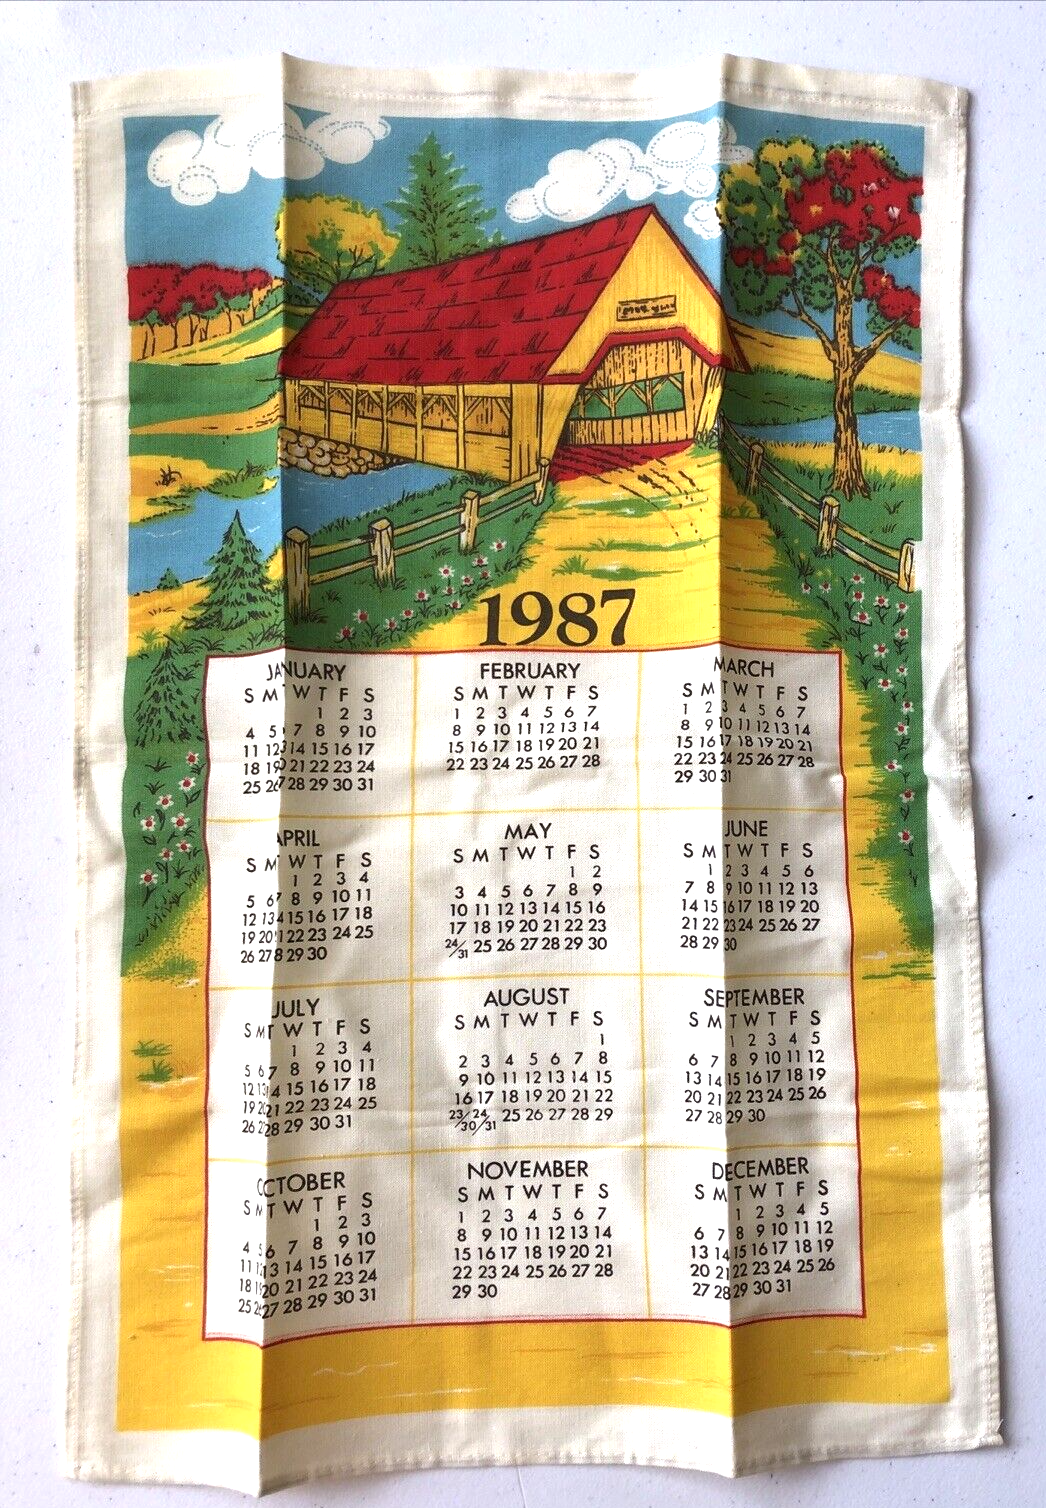 1987
JANUARY
S M T W T F S
1 2 3
4 5 7 8 9 10
11 12 14 15 16 17
18 19 21 22 23 24
25 26 28 29 30 31
FEBRUARY
S M T W T F S
1 2 3 4 5 6 7
8 9 10 11 12 13 14
15 16 17 18 19 20 21
22 23 24 25 26 27 28
MARCH
S M T W T F S
1 2 3 4 5 6 7
8 9 10 11 12 13 14
15 16 17 18 19 20 21
22 23 24 25 26 27 28
29 30 31
APRIL
S M T W T F S
1 2 3 4
5 6 7 8 9 10 11
12 13 14 15 16 17 18
19 20 21 22 23 24 25
26 27 28 29 30
MAY
S M T W T F S
1 2
3 4 5 6 7 8 9
10 11 12 13 14 15 16
17 18 19 20 21 22 23
24/31 25 26 27 28 29 30
JUNE
S M T W T F S
1 2 3 4 5 6
7 8 9 10 11 12 13
14 15 16 17 18 19 20
21 22 23 24 25 26 27
28 29 30
JULY
S M T W T F S
1 2 3 4
5 6 7 8 9 10 11
12 13 14 15 16 17 18
19 20 21 22 23 24 25
26 27 28 29 30 31
AUGUST
S M T W T F S
1
2 3 4 5 6 7 8
9 10 11 12 13 14 15
16 17 18 19 20 21 22
23/30 24/31 25 26 27 28 29
SEPTEMBER
S M T W T F S
1 2 3 4 5
6 7 8 9 10 11 12
13 14 15 16 17 18 19
20 21 22 23 24 25 26
27 28 29 30
OCTOBER
S M T W T F S
1 2 3
4 5 6 7 8 9 10
11 12 13 14 15 16 17
18 19 20 21 22 23 24
25 26 27 28 29 30 31
NOVEMBER
S M T W T F S
1 2 3 4 5 6 7
8 9 10 11 12 13 14
15 16 17 18 19 20 21
22 23 24 25 26 27 28
29 30
DECEMBER
S M T W T F S
1 2 3 4 5
6 7 8 9 10 11 12
13 14 15 16 17 18 19
20 21 22 23 24 25 26
27 28 29 30 31